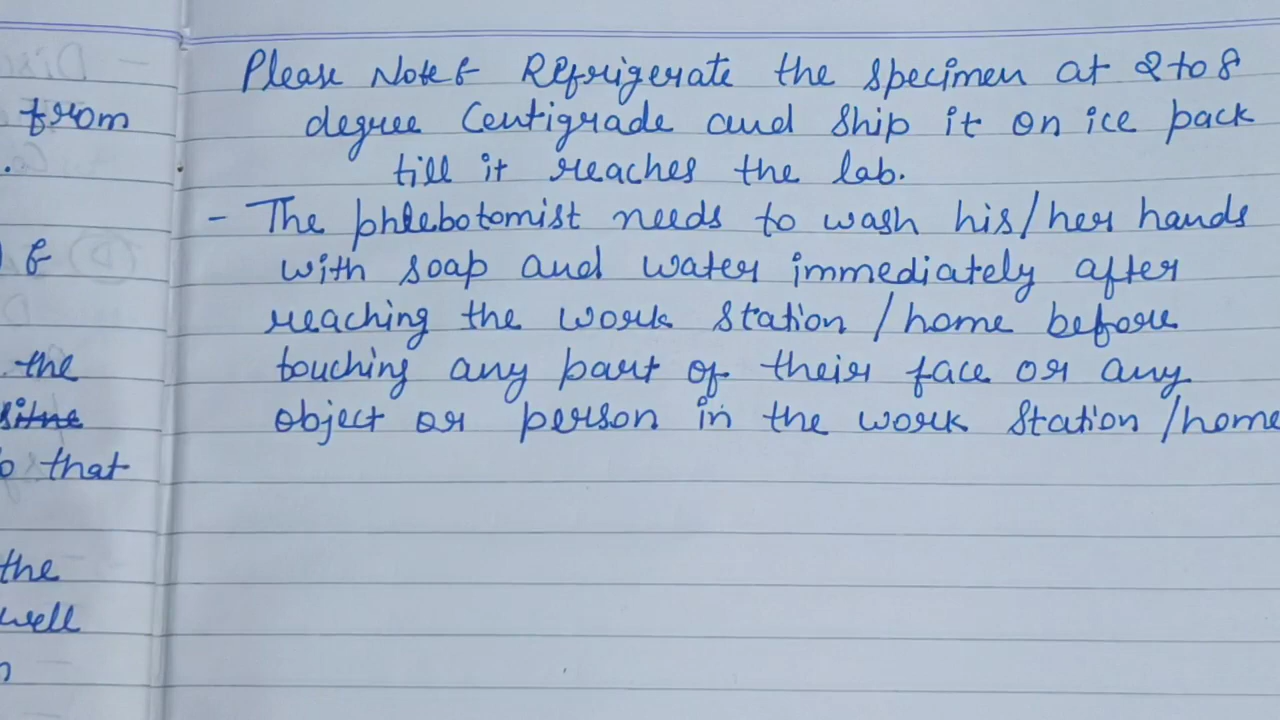 from
.
the
that
the
well
Please Note :- Refrigerate the specimen at 2 to 8
degree Centigrade and ship it on ice pack
till it reaches the lab.
- The phlebotomist needs to wash his/her hands
with soap and water immediately after
reaching the work station /home before
touching any part of their face or any
object or person in the work station /home